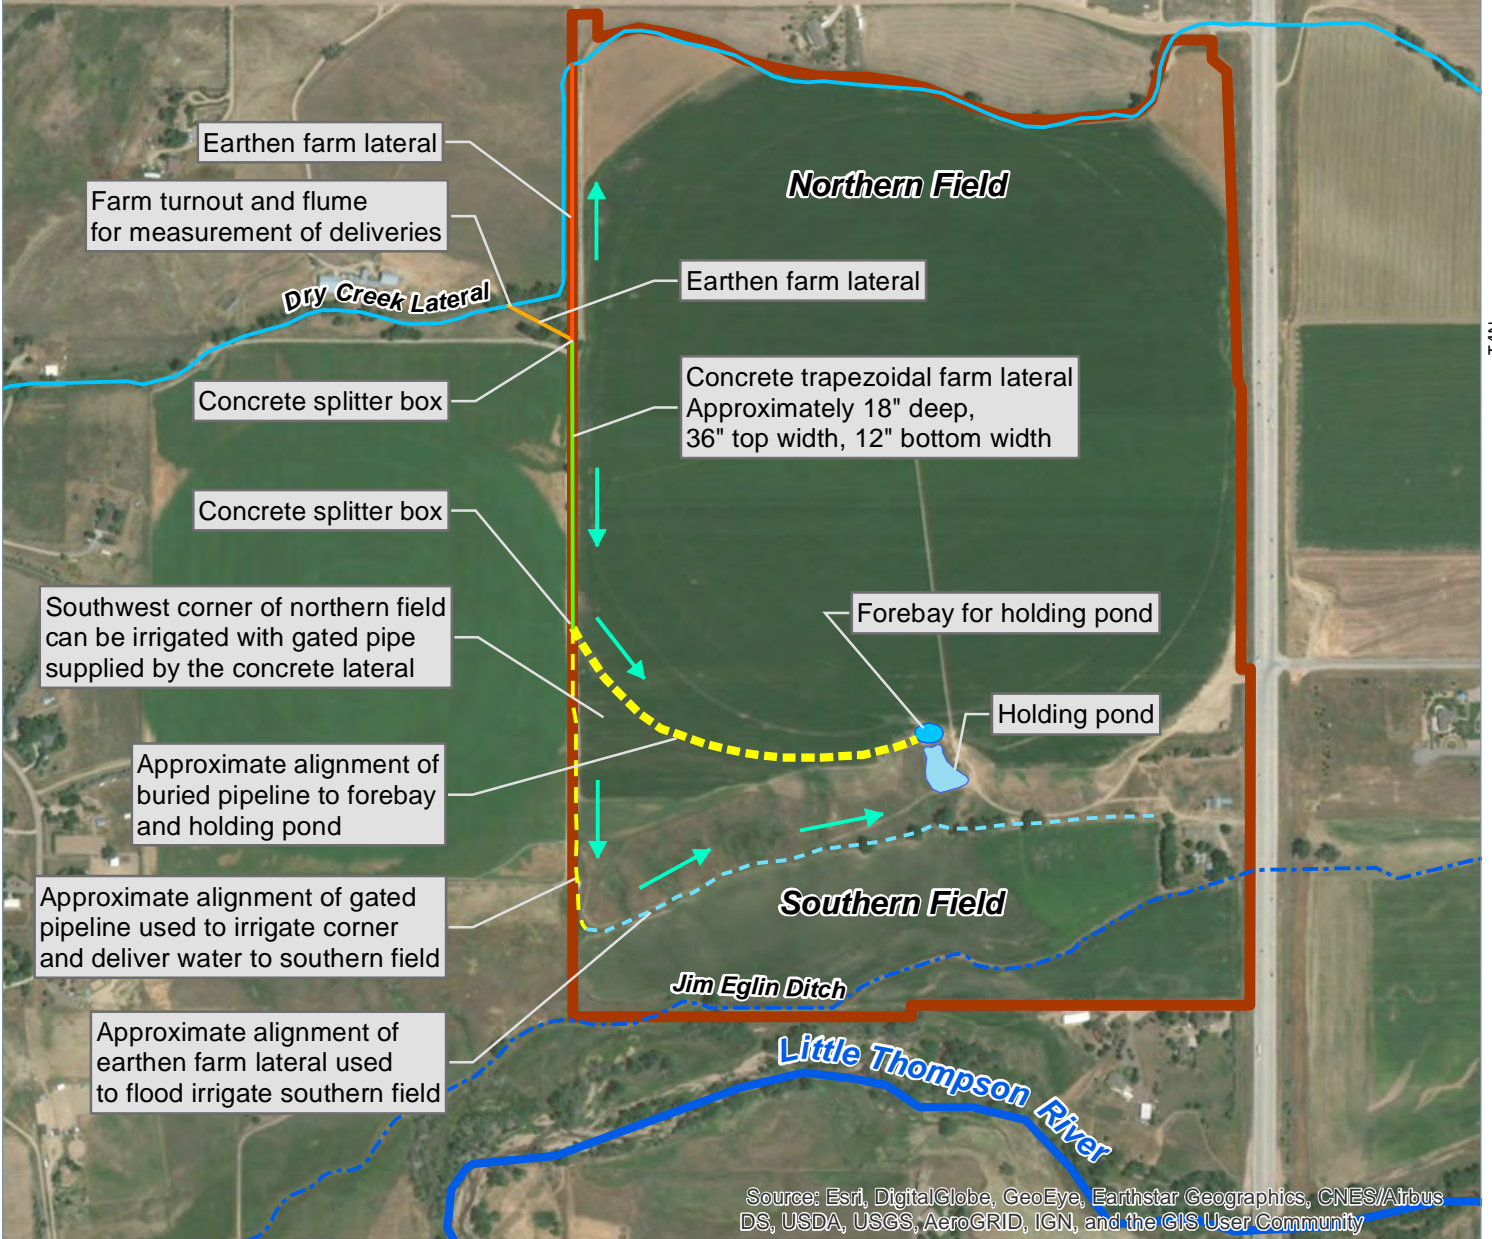 Earthen farm lateral
Northern Field
Farm turnout and flume
for measurement of deliveries
Earthen farm lateral
Dry Creek Lateral
T4N
Concrete splitter box
Concrete trapezoidal farm lateral
Approximately 18" deep,
36" top width, 12" bottom width
Concrete splitter box
Southwest corner of northern field
can be irrigated with gated pipe
supplied by the concrete lateral
Forebay for holding pond
Holding pond
Approximate alignment of
buried pipeline to forebay
and holding pond
Approximate alignment of gated
pipeline used to irrigate corner
and deliver water to southern field
Southern Field
Jim Eglin Ditch
Approximate alignment of
earthen farm lateral used
to flood irrigate southern field
Little Thompson River
Source: Esri, DigitalGlobe, GeoEye, Earthstar Geographics, CNES/Airbus
DS, USDA, USGS, AeroGRID, IGN, and the GIS User Community